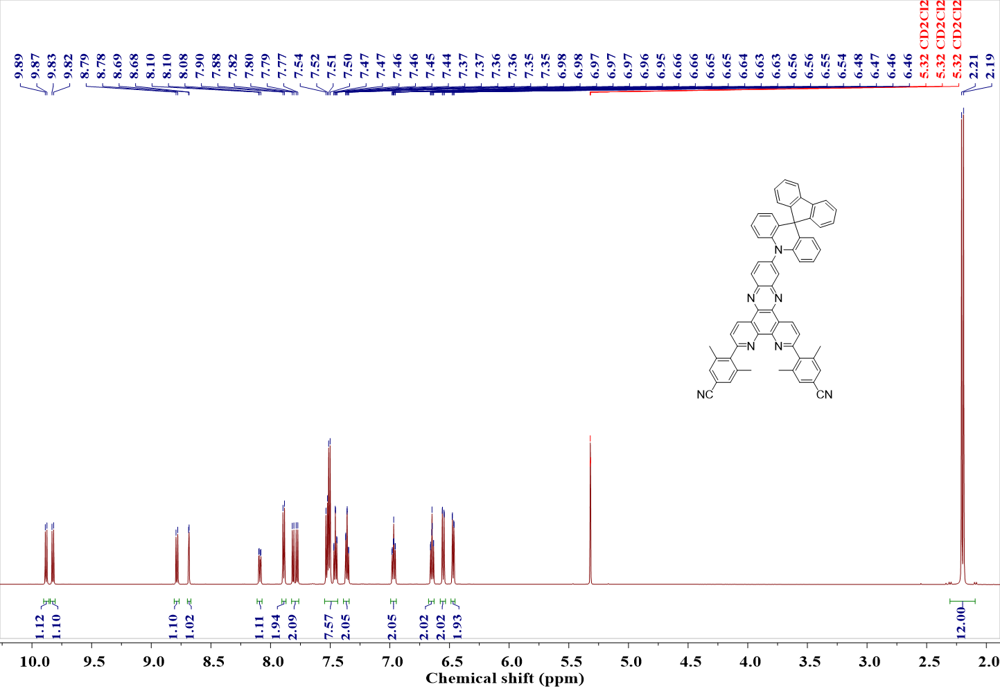 9.89 9.87 9.83 9.82 8.79 8.78 8.69 8.68 8.10 8.10 8.08 7.90 7.88 7.82 7.80 7.79 7.77 7.54 7.52 7.51 7.50 7.47 7.47 7.46 7.46 7.45 7.44 7.37 7.37 7.36 7.36 7.35 7.35 6.98 6.98 6.97 6.97 6.97 6.96 6.95 6.66 6.66 6.65 6.65 6.64 6.63 6.63 6.56 6.56 6.55 6.54 6.48 6.47 6.46 6.46 5.32 CD2Cl2 5.32 CD2Cl2 5.32 CD2Cl2 2.21 2.19
N
N N
N N
NC CN
1.12 1.10 1.10 1.02 1.11 1.94 2.09 7.57 2.05 2.05 2.02 2.02 1.93 12.00
10.0 9.5 9.0 8.5 8.0 7.5 7.0 6.5 6.0 5.5 5.0 4.5 4.0 3.5 3.0 2.5 2.0
Chemical shift (ppm)